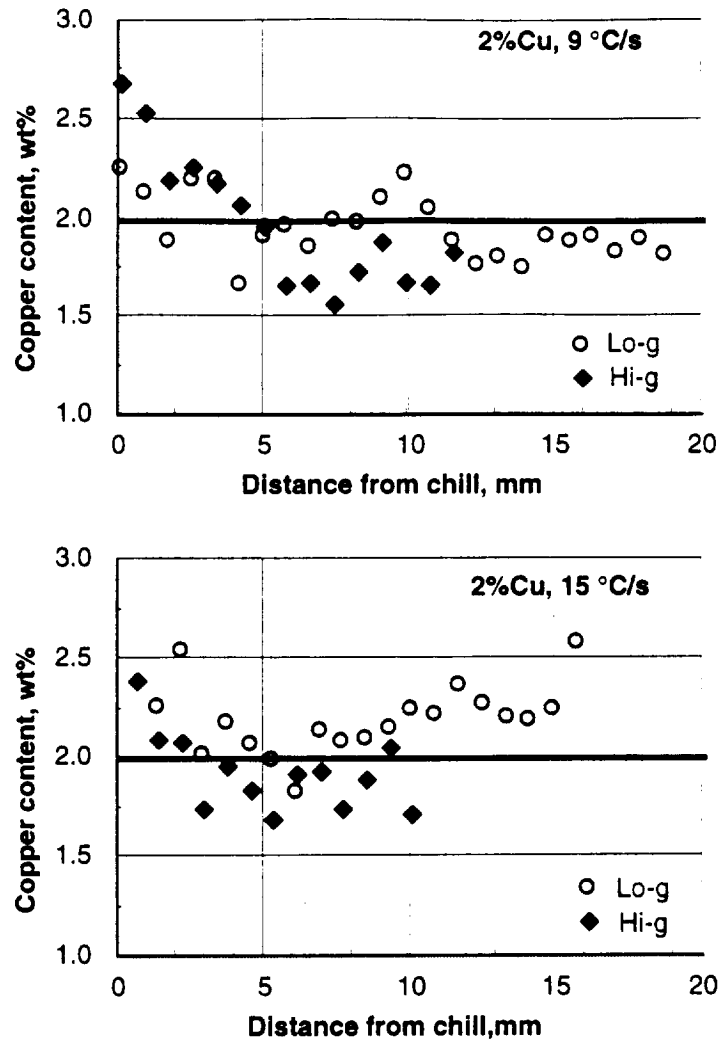 3.0
2%Cu, 9 °C/s
2.5
2.0
1.5
1.0
Copper content, wt%
Lo-g
Hi-g
0 5 10 15 20
Distance from chill, mm
3.0
2%Cu, 15 °C/s
2.5
2.0
1.5
1.0
Copper content, wt%
Lo-g
Hi-g
0 5 10 15 20
Distance from chill,mm